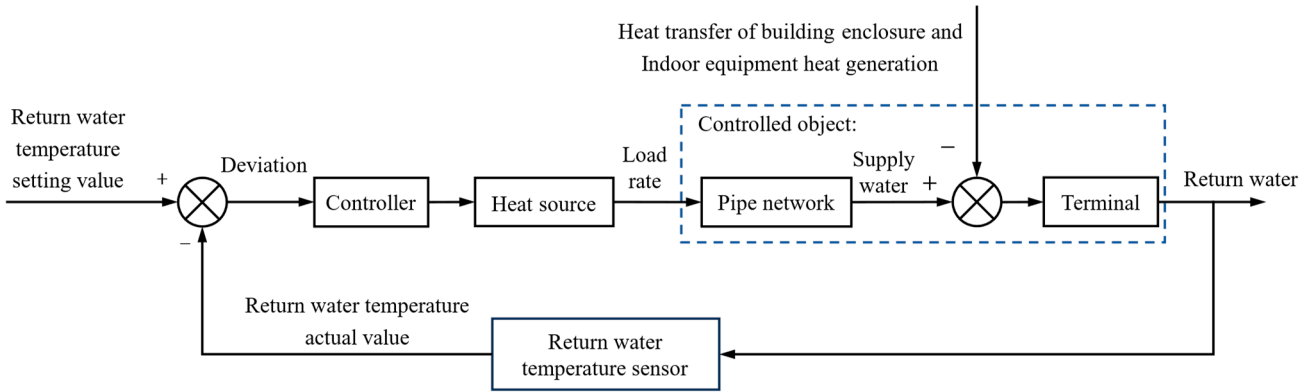 Heat transfer of building enclosure and
Indoor equipment heat generation
Return water
temperature
setting value
+
−
Deviation
Controller
Heat source
Load
rate
Controlled object:
Pipe network
Supply
water
+
−
Terminal
Return water
Return water temperature
actual value
Return water
temperature sensor